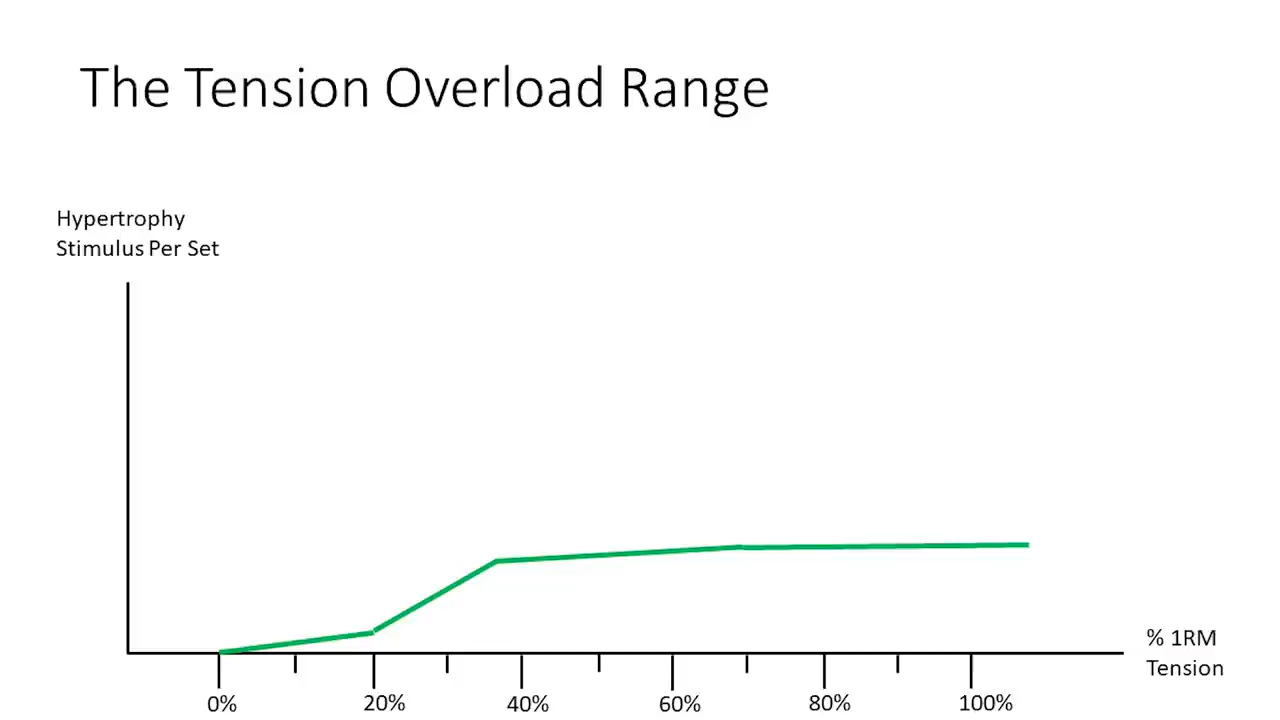 The Tension Overload Range
Hypertrophy
Stimulus Per Set
% 1RM
Tension
0% 20% 40% 60% 80% 100%